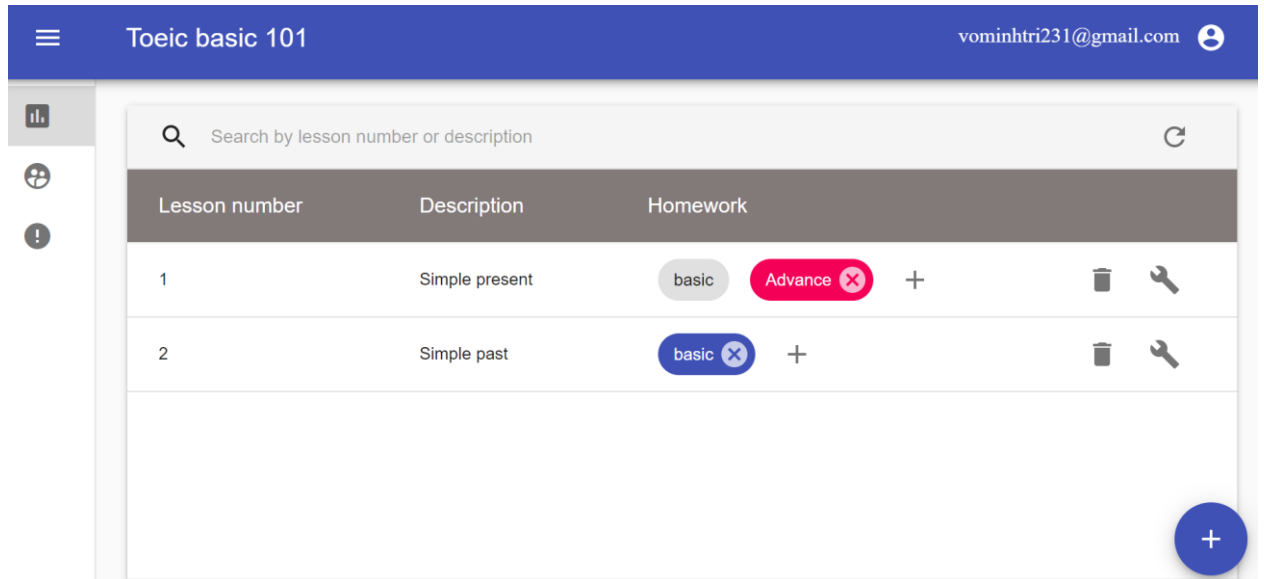 Toeic basic 101 vominhtri231@gmail.com
Search by lesson number or description
Lesson number Description Homework
1 Simple present basic Advance
2 Simple past basic